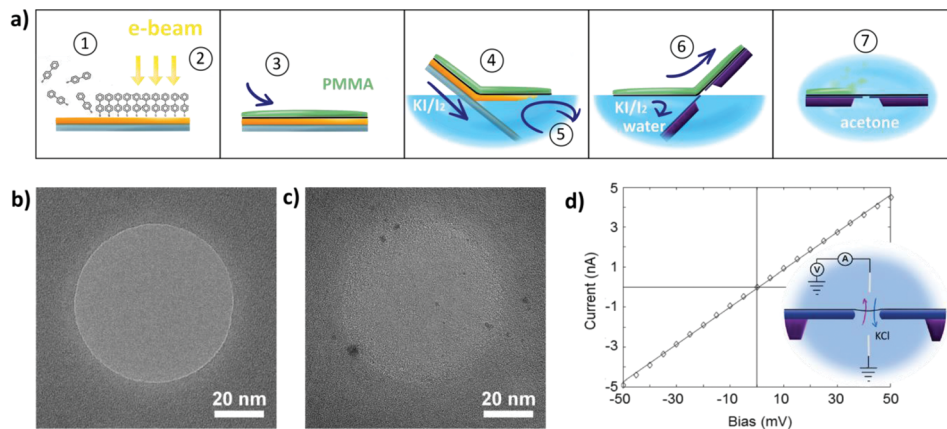 a)
1
e-beam
2
3
PMMA
4
KI/I2
5
6
KI/I2
water
7
acetone
b)
20 nm
c)
20 nm
d)
Current (nA)
5
3
1
-1
-3
-5
-50
-30
-10
10
30
50
Bias (mV)
V
A
KCl